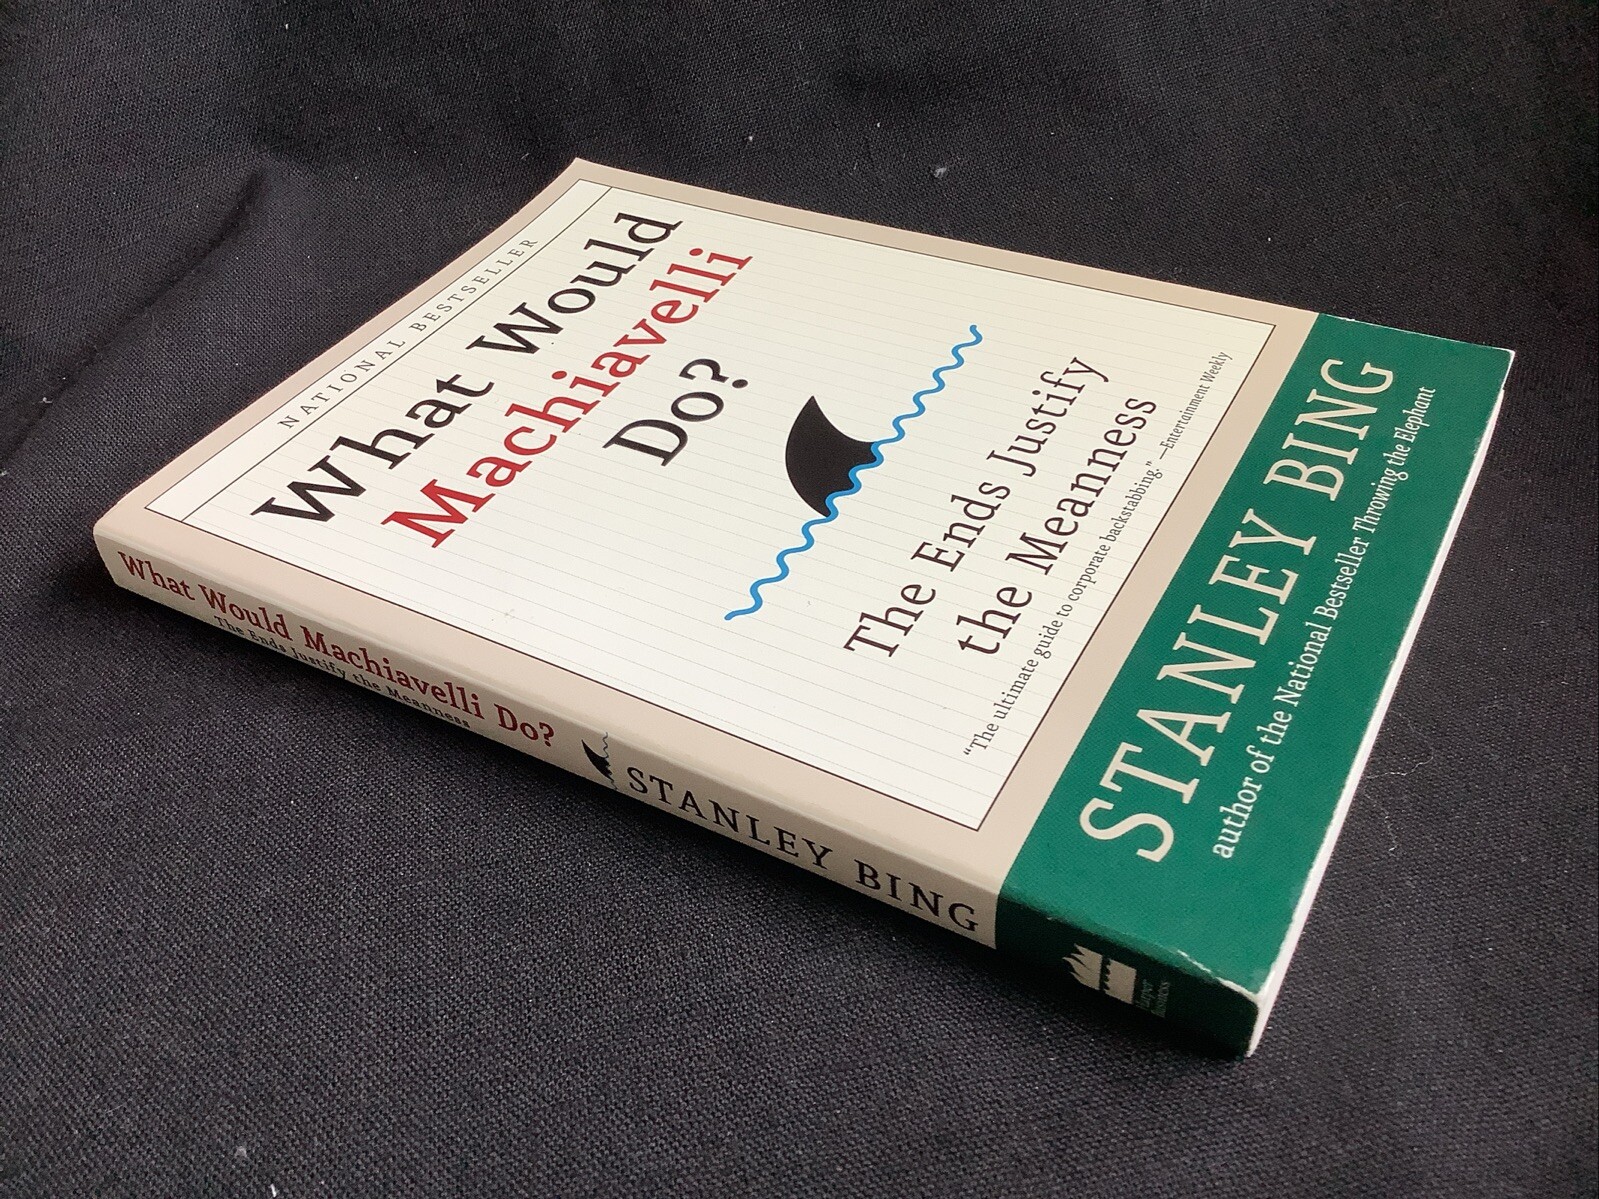 NATIONAL BESTSELLER
What Would
Machiavelli
Do?
The Ends Justify
the Meanness
“The ultimate guide to corporate backstabbing.” —Entertainment Weekly
STANLEY BING
author of the National Bestseller Throwing the Elephant
What Would Machiavelli Do?
The Ends Justify the Meanness
STANLEY BING
Harper
Business